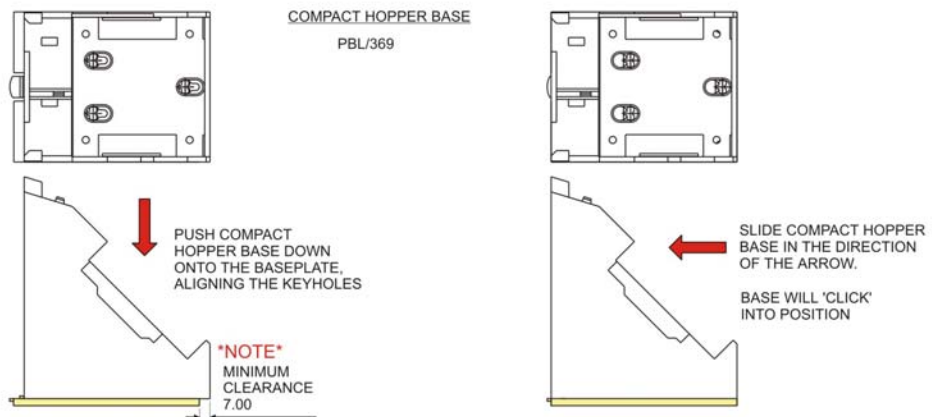 COMPACT HOPPER BASE
PBL/369
PUSH COMPACT
HOPPER BASE DOWN
ONTO THE BASEPLATE,
ALIGNING THE KEYHOLES
*NOTE*
MINIMUM
CLEARANCE
7.00
SLIDE COMPACT HOPPER
BASE IN THE DIRECTION
OF THE ARROW.
BASE WILL 'CLICK'
INTO POSITION